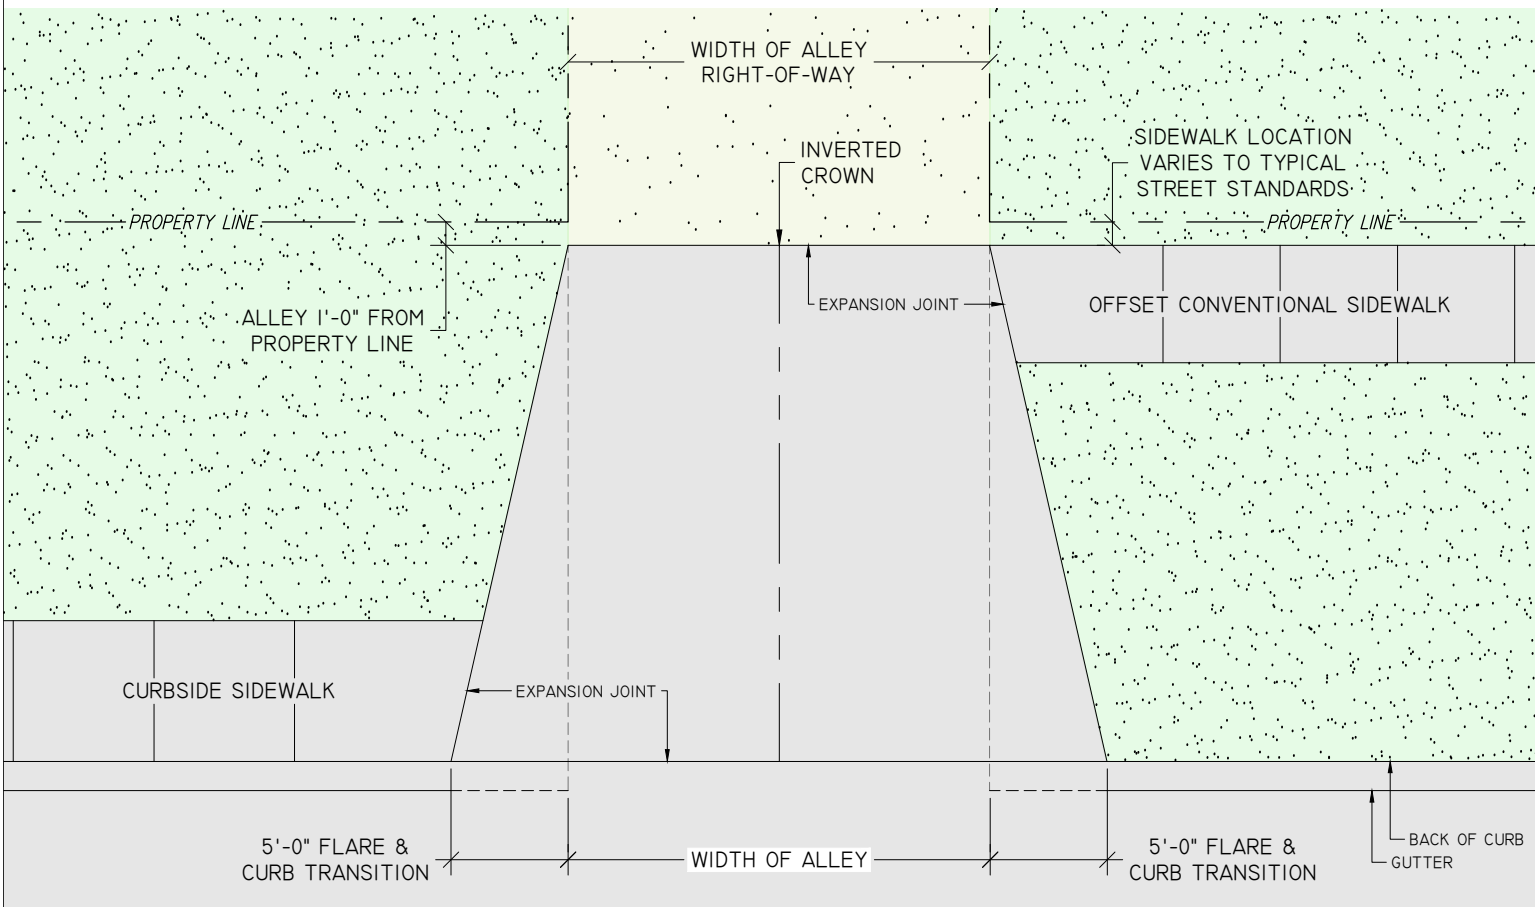 WIDTH OF ALLEY
RIGHT-OF-WAY
INVERTED
CROWN
SIDEWALK LOCATION
VARIES TO TYPICAL
STREET STANDARDS
PROPERTY LINE
PROPERTY LINE
ALLEY 1'-0" FROM
PROPERTY LINE
EXPANSION JOINT
OFFSET CONVENTIONAL SIDEWALK
CURBSIDE SIDEWALK
EXPANSION JOINT
5'-0" FLARE &
CURB TRANSITION
WIDTH OF ALLEY
5'-0" FLARE &
CURB TRANSITION
BACK OF CURB
GUTTER